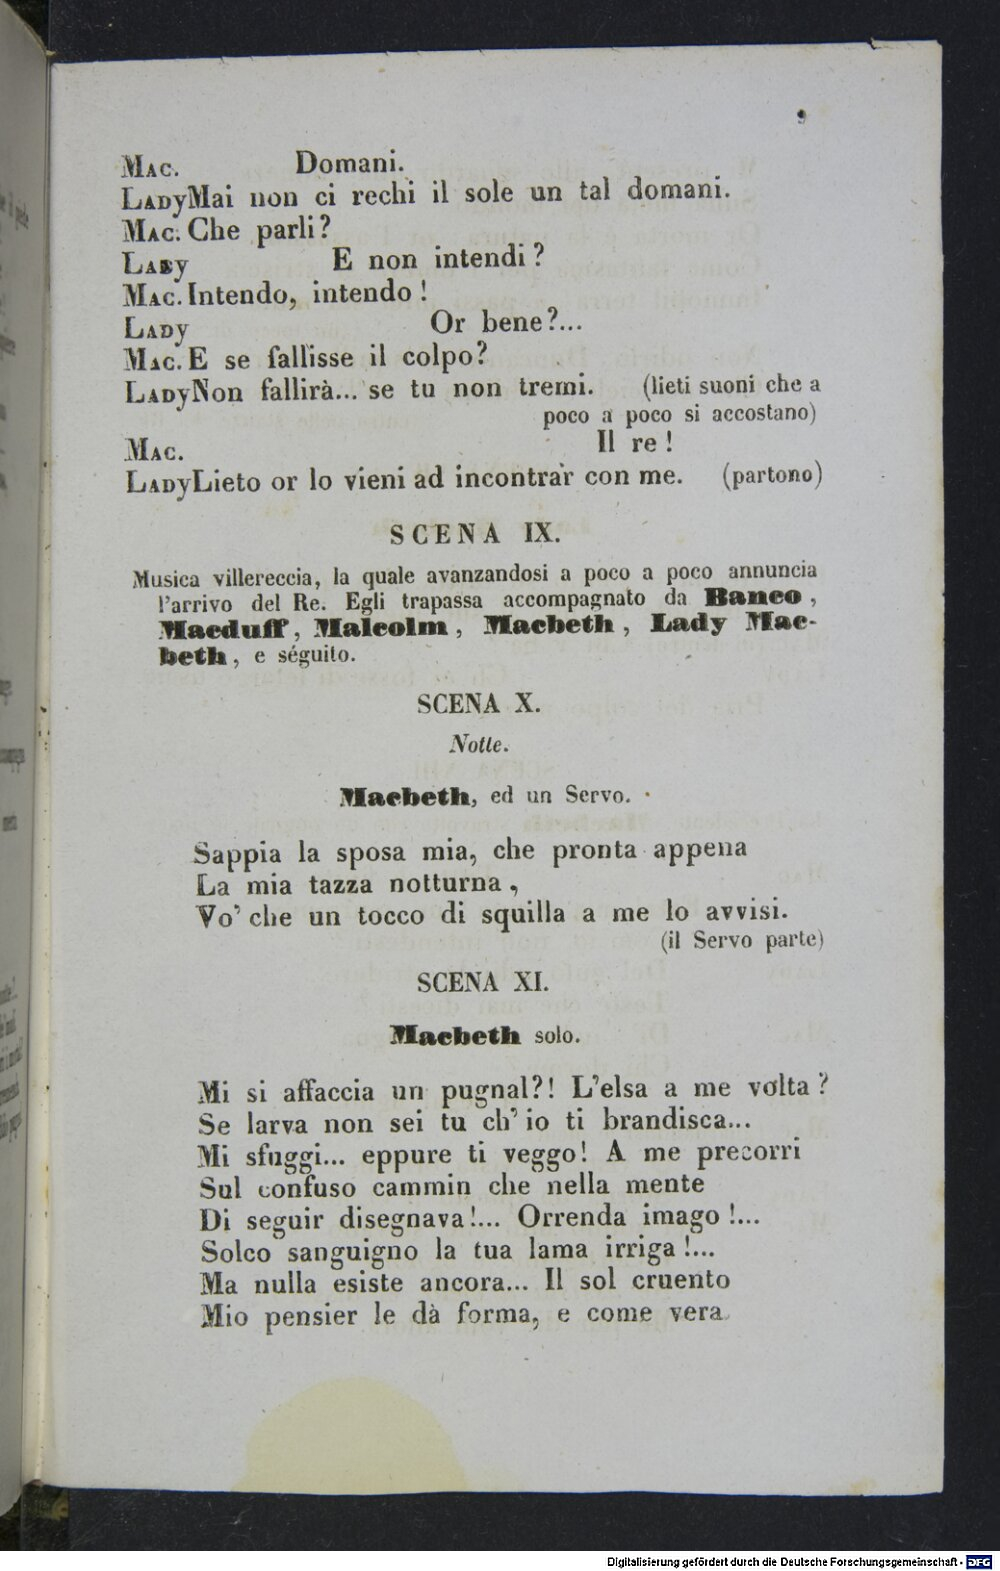 9
MAC. Domani.
LADY Mai non ci rechi il sole un tal domani.
MAC. Che parli?
LADY E non intendi?
MAC. Intendo, intendo!
LADY Or bene?...
MAC. E se fallisse il colpo?
LADY Non fallirà... se tu non tremi. (lieti suoni che a
poco a poco si accostano)
MAC. Il re!
LADY Lieto or lo vieni ad incontrar con me. (partono)
SCENA IX.
Musica villereccia, la quale avanzandosi a poco a poco annuncia
l'arrivo del Re. Egli trapassa accompagnato da Banco,
Macduff, Malcolm, Macbeth, Lady Mac-
beth, e séguito.
SCENA X.
Notte.
Macbeth, ed un Servo.
Sappia la sposa mia, che pronta appena
La mia tazza notturna,
Vo' che un tocco di squilla a me lo avvisi.
(il Servo parte)
SCENA XI.
Macbeth solo.
Mi si affaccia un pugnal?! L'elsa a me volta?
Se larva non sei tu ch' io ti brandisca...
Mi sfuggi... eppure ti veggo! A me precorri
Sul confuso cammin che nella mente
Di seguir disegnava!... Orrenda imago!...
Solco sanguigno la tua lama irriga!...
Ma nulla esiste ancora... Il sol cruento
Mio pensier le dà forma, e come vera
Digitalisierung gefördert durch die Deutsche Forschungsgemeinschaft - DFG